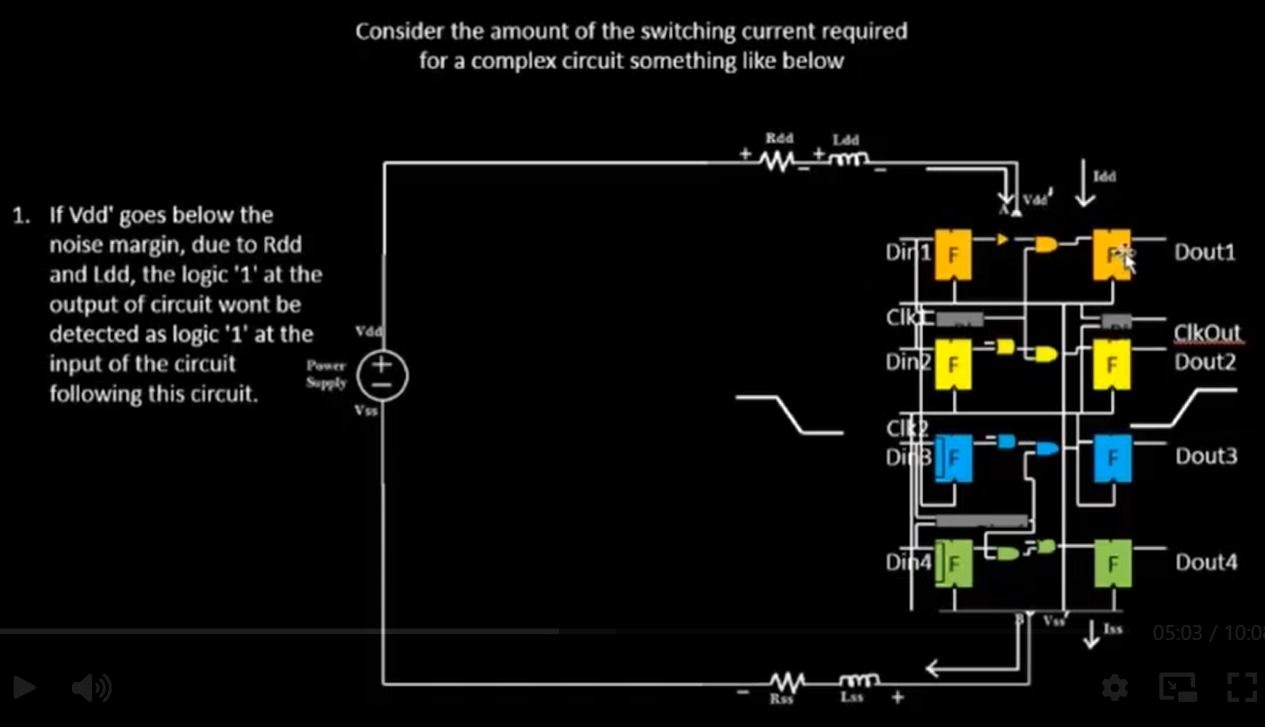 Consider the amount of the switching current required
for a complex circuit something like below
Rdd
Ldd
+
+
-
-
Idd
Vdd'
A
1. If Vdd' goes below the
noise margin, due to Rdd
and Ldd, the logic '1' at the
output of circuit wont be
detected as logic '1' at the
input of the circuit
following this circuit.
Vdd
Power
Supply
+
-
Vss
Din1
F
F
Dout1
Clk1
ClkOut
Din2
F
F
Dout2
Clk2
Din3
F
F
Dout3
Din4
F
F
Dout4
B
Vss'
Iss
05:03 / 10:0
-
Rss
Lss
+